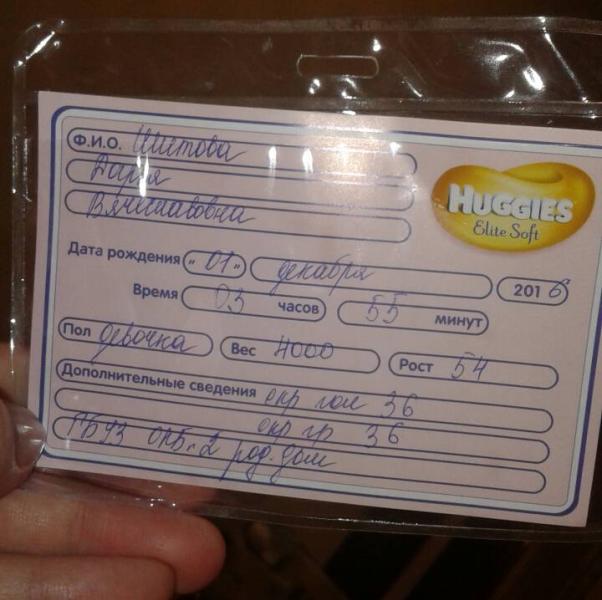 Ф.И.О. Шитова
Дарья
Вячеславовна
HUGGIES
Elite Soft
Дата рождения "01" декабря 2016
Время 03 часов 55 минут
Пол девочка Вес 4000 Рост 54
Дополнительные сведения окр гол 36
окр гр 36
ГБУЗ ОКБ-2 род. дом